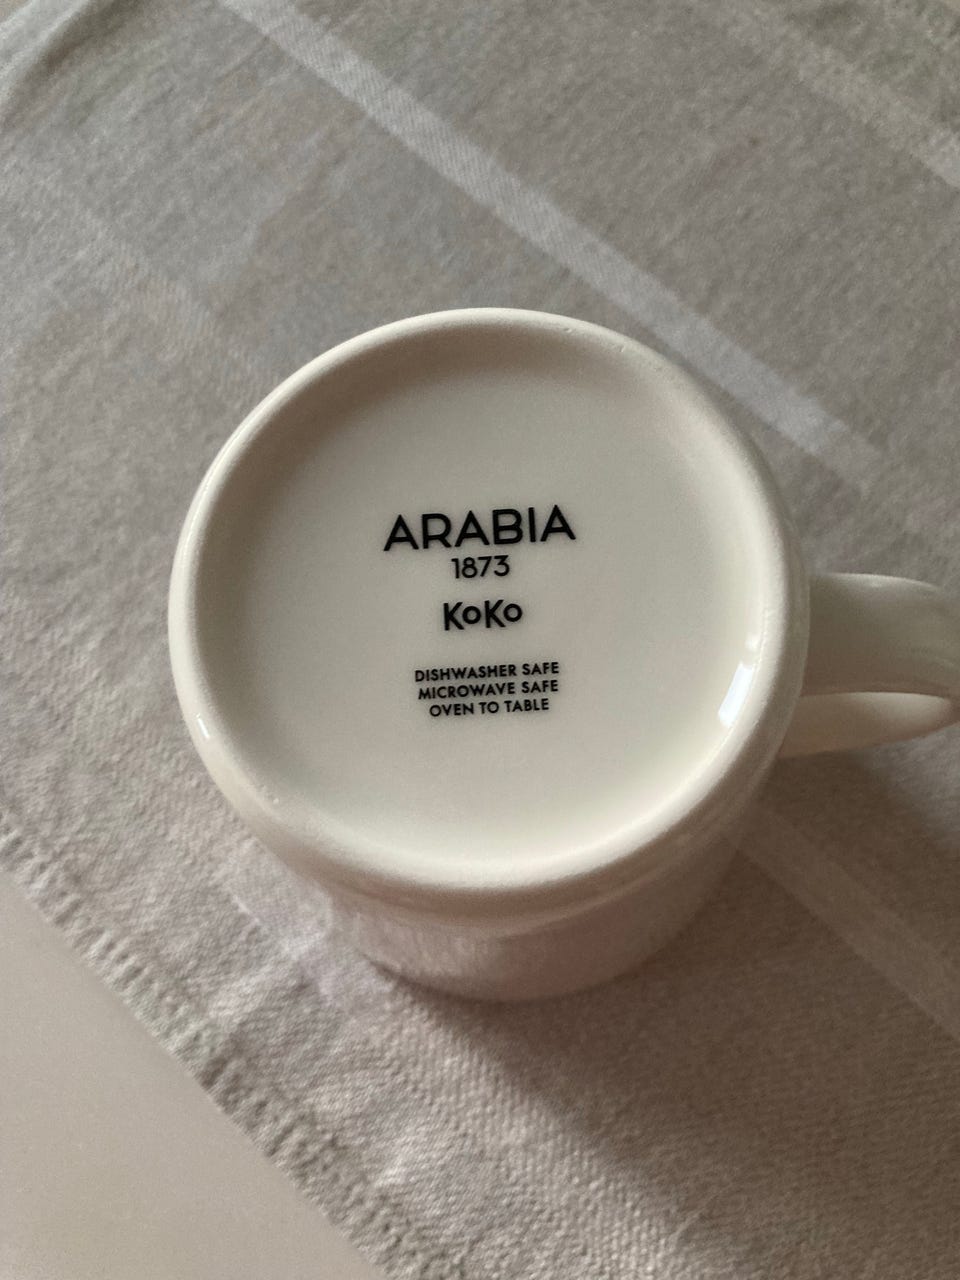 ARABIA
1873
KoKo
DISHWASHER SAFE
MICROWAVE SAFE
OVEN TO TABLE